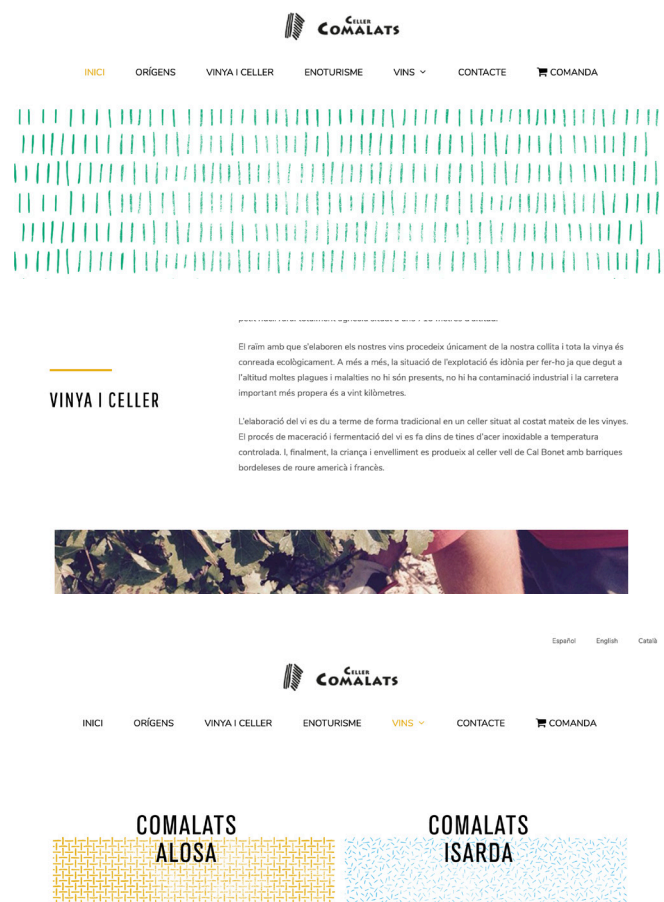 CELLER
COMALATS
INICI ORÍGENS VINYA I CELLER ENOTURISME VINS CONTACTE COMANDA
El raïm amb que s'elaboren els nostres vins procedeix únicament de la nostra collita i tota la vinya és
conreada ecològicament. A més a més, la situació de l'explotació és idònia per fer-ho ja que degut a
l'altitud moltes plagues i malalties no hi són presents, no hi ha contaminació industrial i la carretera
important més propera és a vint kilòmetres.
VINYA I CELLER
L'elaboració del vi es du a terme de forma tradicional en un celler situat al costat mateix de les vinyes.
El procés de maceració i fermentació del vi es fa dins de tines d'acer inoxidable a temperatura
controlada. I, finalment, la criança i envelliment es produeix al celler vell de Cal Bonet amb barriques
bordeleses de roure americà i francès.
Español English Català
CELLER
COMALATS
INICI ORÍGENS VINYA I CELLER ENOTURISME VINS CONTACTE COMANDA
COMALATS
ALOSA
COMALATS
ISARDA